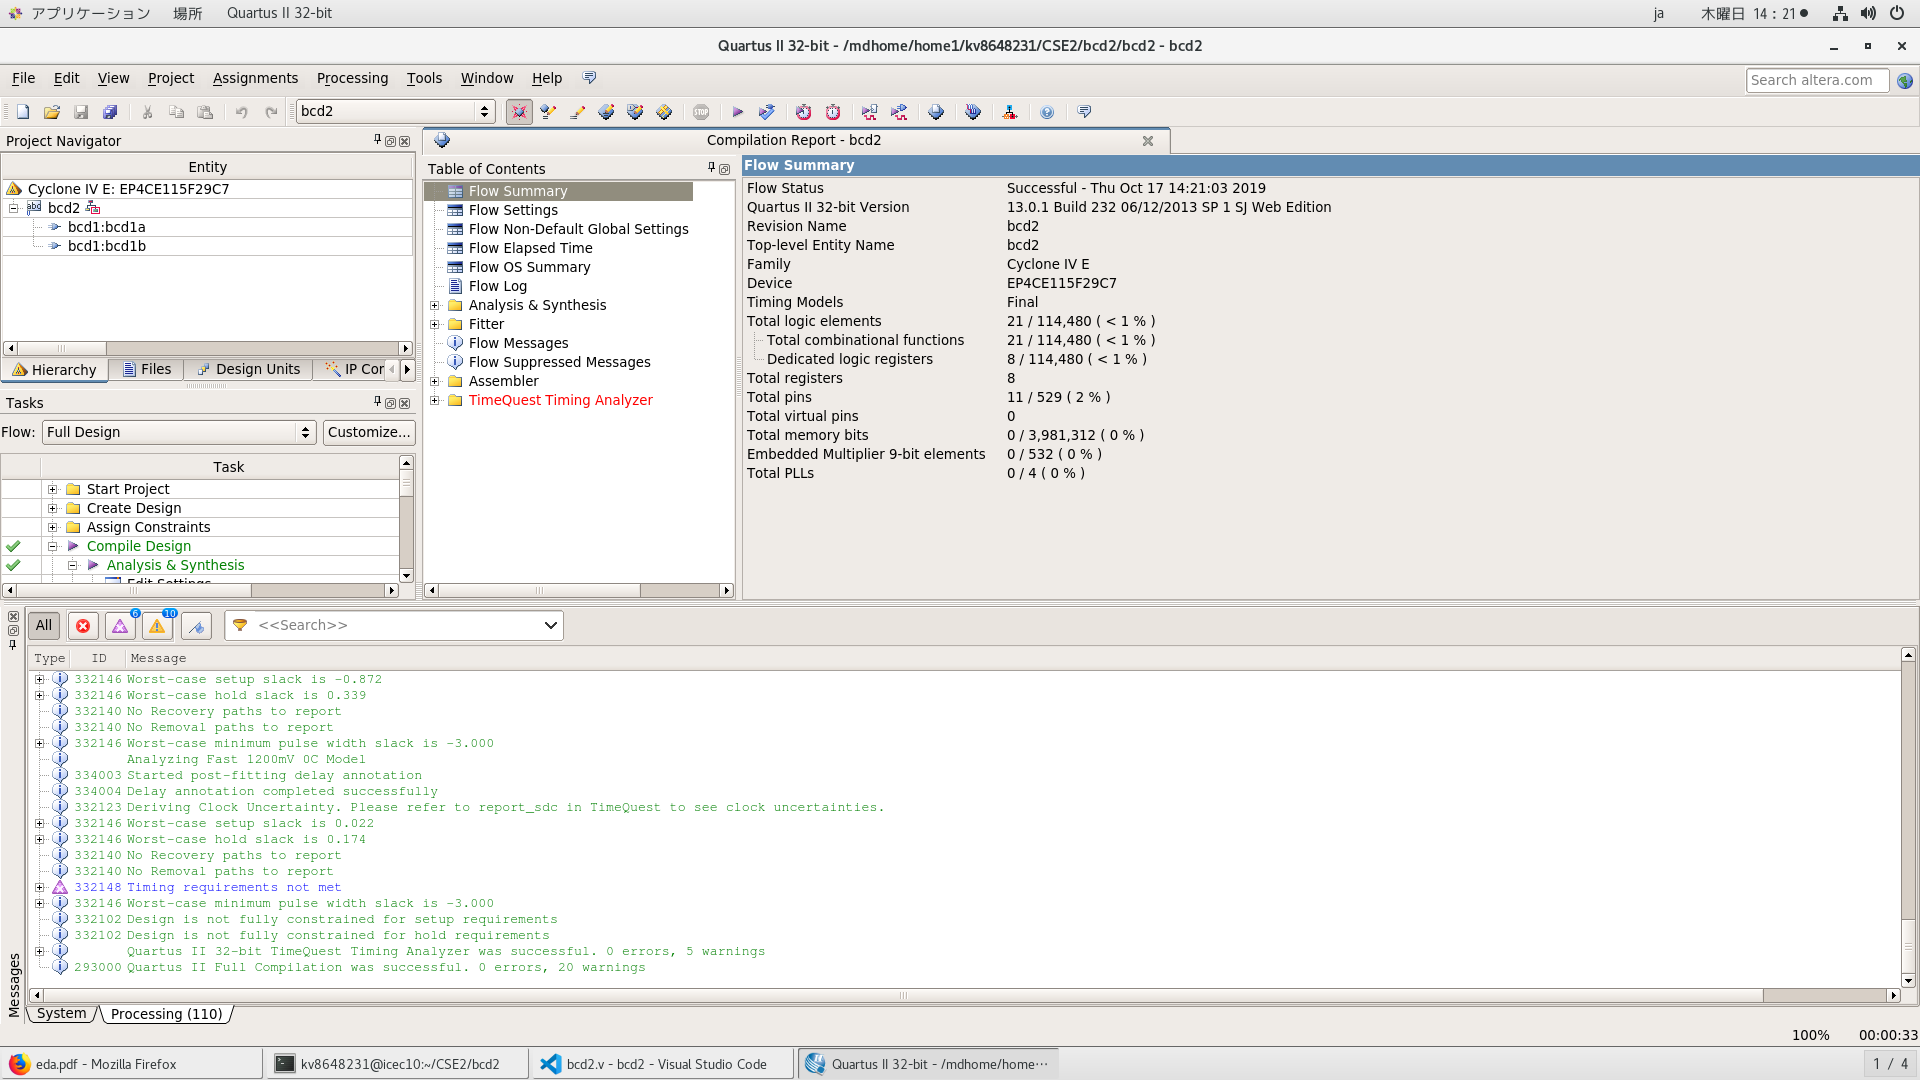 アプリケーション 場所 Quartus II 32-bit ja 木曜日 14：21
Quartus II 32-bit - /mdhome/home1/kv8648231/CSE2/bcd2/bcd2 - bcd2
File Edit View Project Assignments Processing Tools Window Help
Search altera.com
bcd2
Project Navigator
Entity
Cyclone IV E: EP4CE115F29C7
bcd2
bcd1:bcd1a
bcd1:bcd1b
Hierarchy Files Design Units IP Cor
Tasks
Flow: Full Design Customize...
Task
Start Project
Create Design
Assign Constraints
Compile Design
Analysis & Synthesis
Edit Settings
Compilation Report - bcd2
Table of Contents
Flow Summary
Flow Settings
Flow Non-Default Global Settings
Flow Elapsed Time
Flow OS Summary
Flow Log
Analysis & Synthesis
Fitter
Flow Messages
Flow Suppressed Messages
Assembler
TimeQuest Timing Analyzer
Flow Summary
Flow Status Successful - Thu Oct 17 14:21:03 2019
Quartus II 32-bit Version 13.0.1 Build 232 06/12/2013 SP 1 SJ Web Edition
Revision Name bcd2
Top-level Entity Name bcd2
Family Cyclone IV E
Device EP4CE115F29C7
Timing Models Final
Total logic elements 21 / 114,480 ( < 1 % )
Total combinational functions 21 / 114,480 ( < 1 % )
Dedicated logic registers 8 / 114,480 ( < 1 % )
Total registers 8
Total pins 11 / 529 ( 2 % )
Total virtual pins 0
Total memory bits 0 / 3,981,312 ( 0 % )
Embedded Multiplier 9-bit elements 0 / 532 ( 0 % )
Total PLLs 0 / 4 ( 0 % )
All 6 10 <<Search>>
Type ID Message
332146 Worst-case setup slack is -0.872
332146 Worst-case hold slack is 0.339
332140 No Recovery paths to report
332140 No Removal paths to report
332146 Worst-case minimum pulse width slack is -3.000
Analyzing Fast 1200mV 0C Model
334003 Started post-fitting delay annotation
334004 Delay annotation completed successfully
332123 Deriving Clock Uncertainty. Please refer to report_sdc in TimeQuest to see clock uncertainties.
332146 Worst-case setup slack is 0.022
332146 Worst-case hold slack is 0.174
332140 No Recovery paths to report
332140 No Removal paths to report
332148 Timing requirements not met
332146 Worst-case minimum pulse width slack is -3.000
332102 Design is not fully constrained for setup requirements
332102 Design is not fully constrained for hold requirements
Quartus II 32-bit TimeQuest Timing Analyzer was successful. 0 errors, 5 warnings
293000 Quartus II Full Compilation was successful. 0 errors, 20 warnings
Messages
System Processing (110)
100% 00:00:33
eda.pdf - Mozilla Firefox kv8648231@icec10:~/CSE2/bcd2 bcd2.v - bcd2 - Visual Studio Code Quartus II 32-bit - /mdhome/home··· 1 / 4